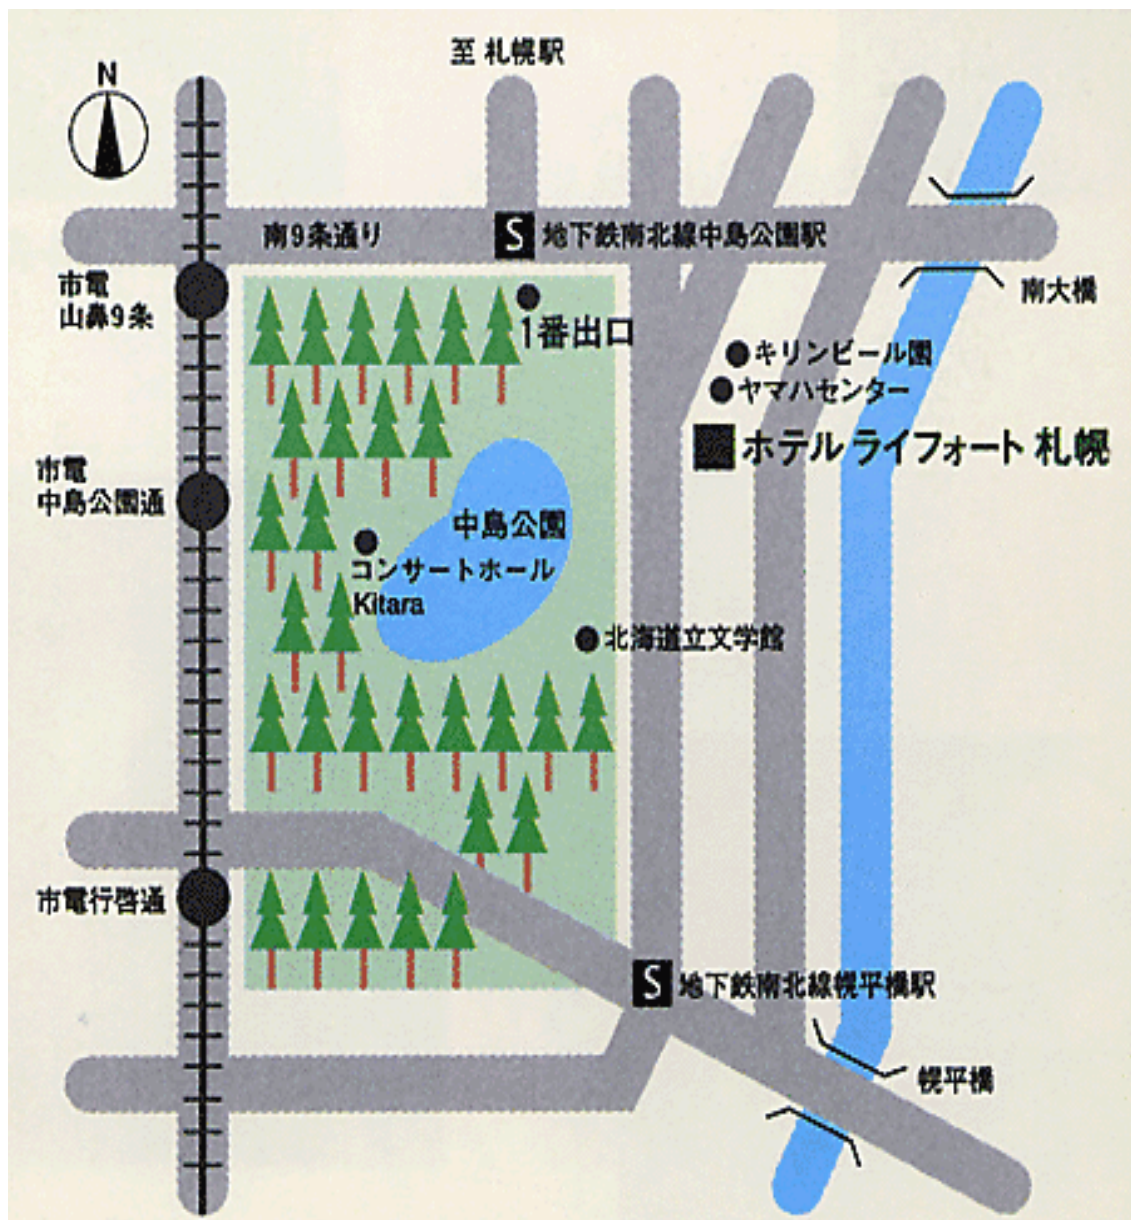 至 札幌駅
N
南9条通り
S 地下鉄南北線中島公園駅
市電
山鼻9条
南大橋
1番出口
キリンビール園
ヤマハセンター
ホテル ライフォート 札幌
市電
中島公園通
中島公園
コンサートホール
Kitara
北海道立文学館
市電行啓通
S 地下鉄南北線幌平橋駅
幌平橋